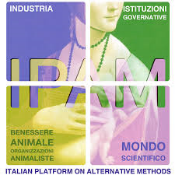 INDUSTRIA
ISTITUZIONI
GOVERNATIVE
IPAM
BENESSERE
ANIMALE
ORGANIZZAZIONI
ANIMALISTE
MONDO
SCIENTIFICO
ITALIAN PLATFORM ON ALTERNATIVE METHODS